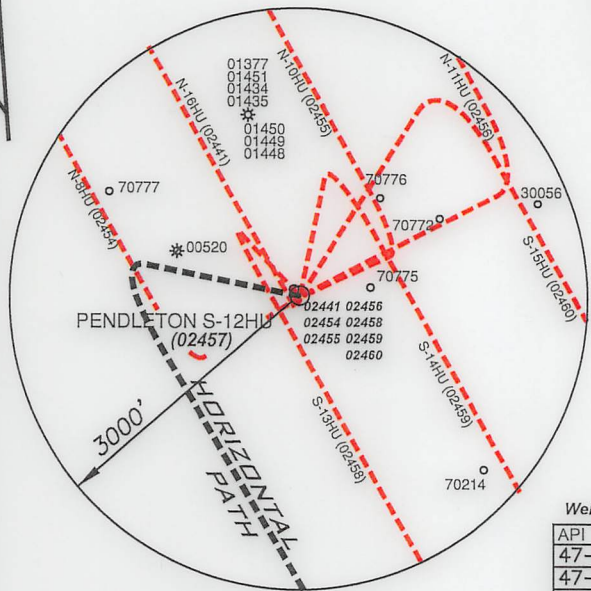 01377
01451
01434
01435
01450
01449
01448
N-16HU (02441)
N-10HU (02455)
N-11HU (02456)
N-8HU (02454)
70777
00520
70776
70772
30056
70775
S-15HU (02460)
PENDLETON S-12HU
(02457)
02441 02456
02454 02458
02455 02459
02460
3000'
HORIZONTAL
PATH
S-13HU (02458)
S-14HU (02459)
70214
API
47-
47-